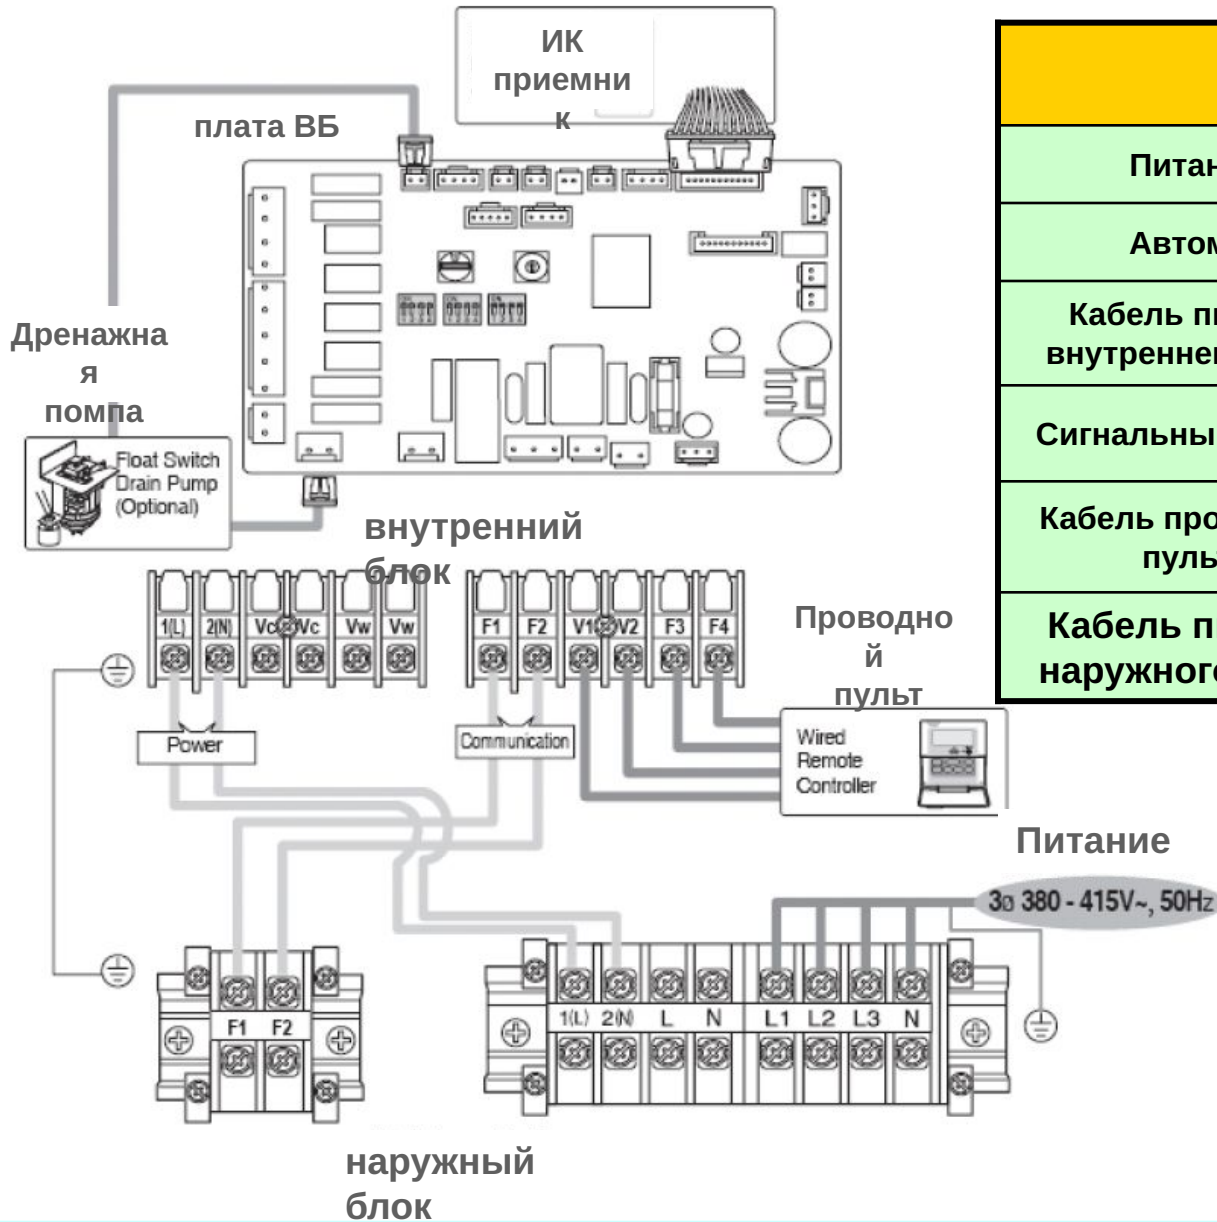 ИК
приемни
к
плата ВБ
Дренажна
я
помпа
Float Switch
Drain Pump
(Optional)
внутренний
блок
1(L) 2(N) Vc Vc Vw Vw
F1 F2 V1 V2 F3 F4
Проводно
й
пульт
Power
Communication
Wired
Remote
Controller
Питание
3ø 380 - 415V~, 50Hz
F1 F2
1(L) 2(N) L N L1 L2 L3 N
наружный
блок
Питан
Автом
Кабель пи
внутренне
Сигнальны
Кабель про
пуль
Кабель п
наружног